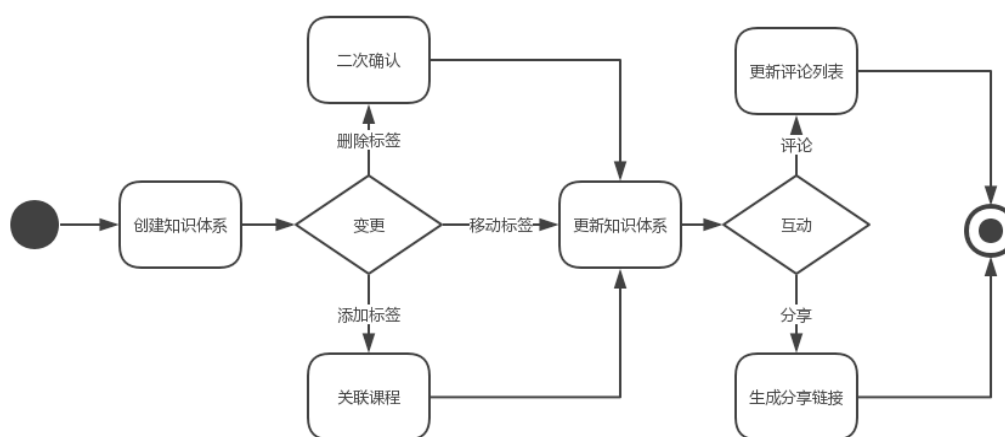 二次确认
更新评论列表
删除标签
评论
创建知识体系
变更
移动标签
更新知识体系
互动
添加标签
分享
关联课程
生成分享链接